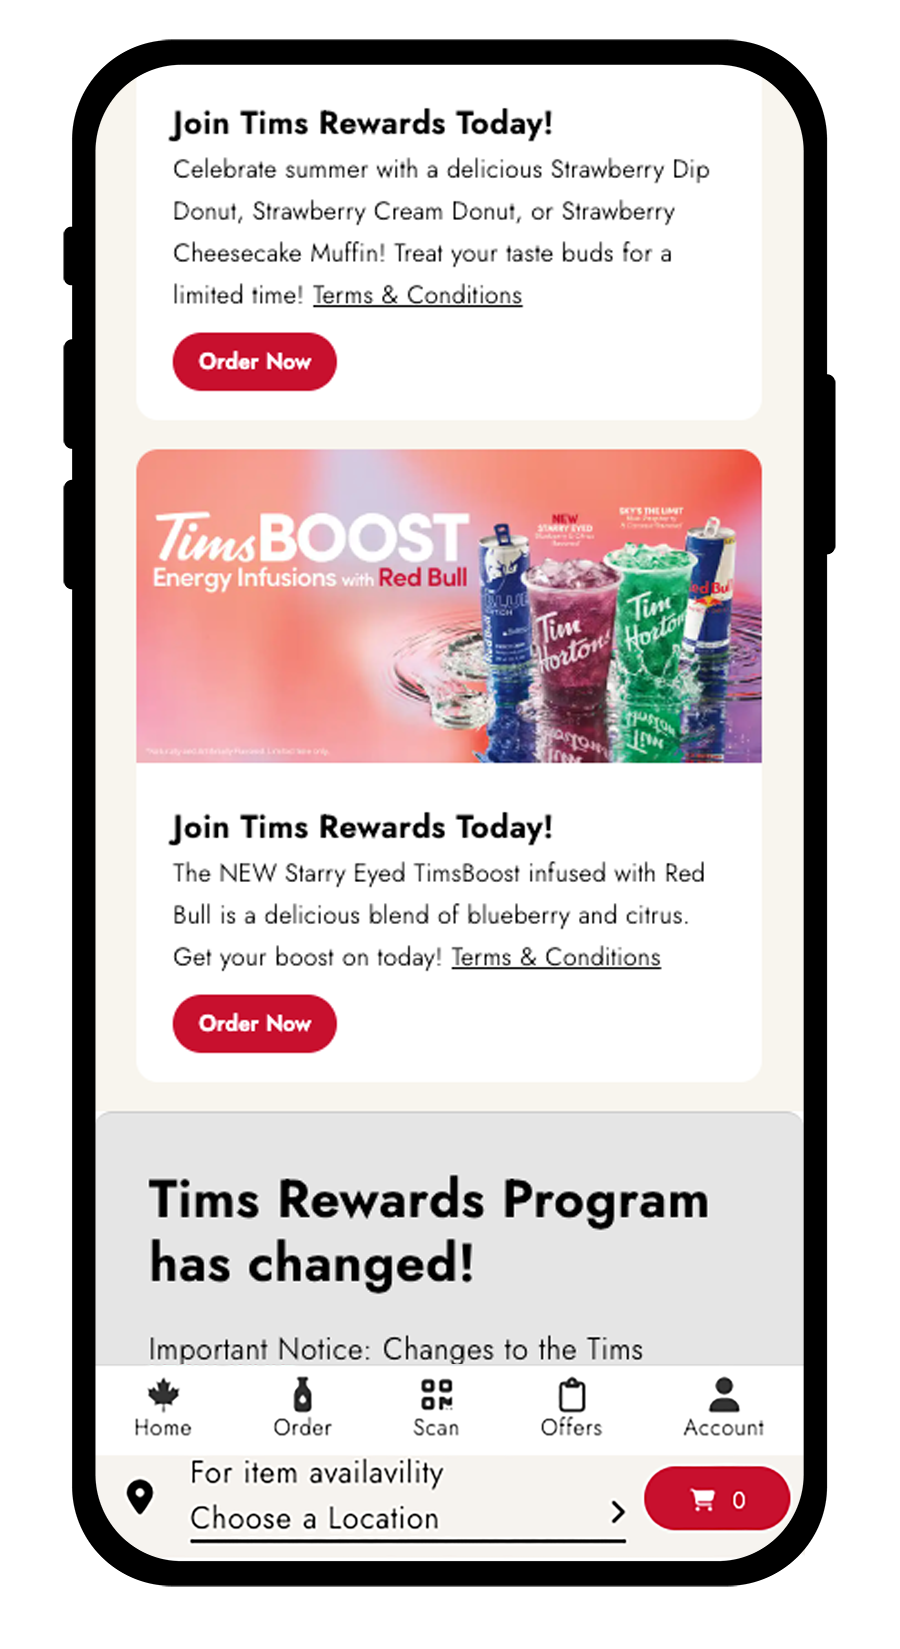 Join Tims Rewards Today!
Celebrate summer with a delicious Strawberry Dip
Donut, Strawberry Cream Donut, or Strawberry
Cheesecake Muffin! Treat your taste buds for a
limited time! Terms & Conditions
Order Now
TimsBOOST
Energy Infusions with Red Bull
NEW
STARRY EYED
Blueberry & Citrus
flavoured
SKY'S THE LIMIT
Tim
Hortons
Tim
Hortons
Red Bull
Join Tims Rewards Today!
The NEW Starry Eyed TimsBoost infused with Red
Bull is a delicious blend of blueberry and citrus.
Get your boost on today! Terms & Conditions
Order Now
Tims Rewards Program
has changed!
Important Notice: Changes to the Tims
Home
Order
Scan
Offers
Account
For item availavility
Choose a Location
0